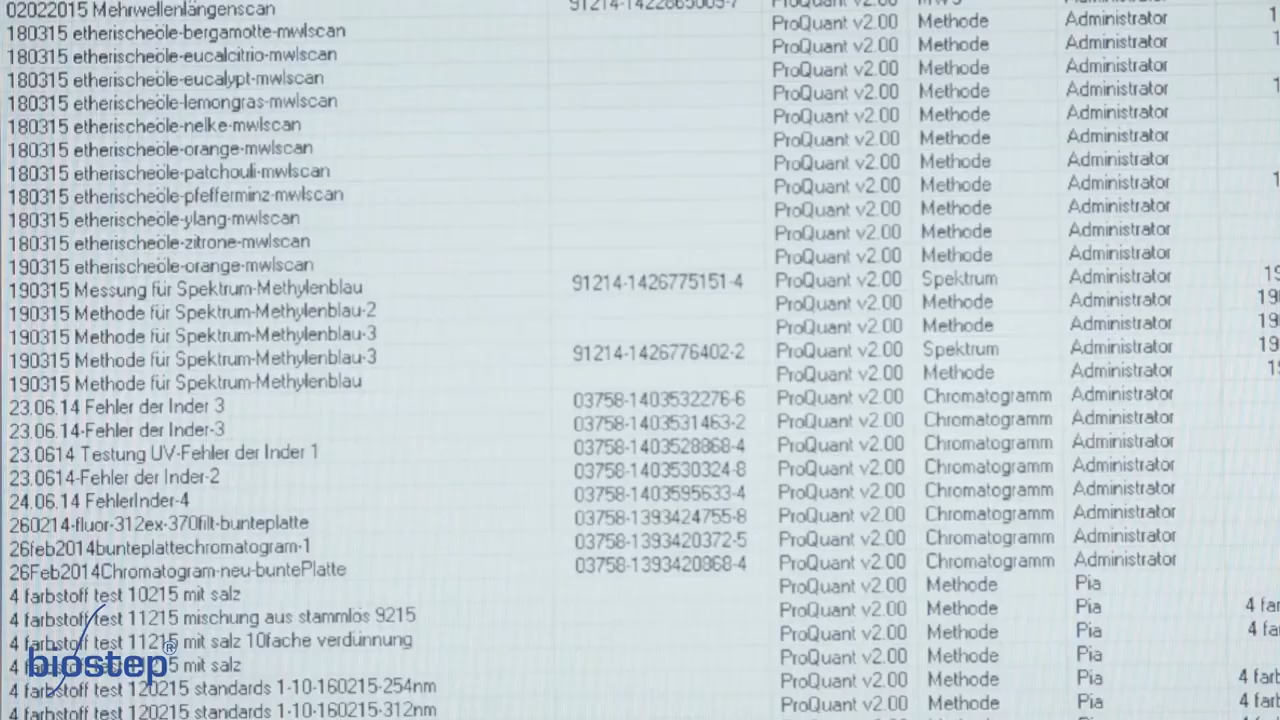 02022015 Mehrwellenlängenscan ProQuant v2.00
180315 etherischeöle-bergamotte-mwlscan ProQuant v2.00 Methode Administrator
180315 etherischeöle-eucalcitrio-mwlscan ProQuant v2.00 Methode Administrator
180315 etherischeöle-eucalypt-mwlscan ProQuant v2.00 Methode Administrator
180315 etherischeöle-lemongras-mwlscan ProQuant v2.00 Methode Administrator
180315 etherischeöle-nelke-mwlscan ProQuant v2.00 Methode Administrator
180315 etherischeöle-orange-mwlscan ProQuant v2.00 Methode Administrator
180315 etherischeöle-patchouli-mwlscan ProQuant v2.00 Methode Administrator
180315 etherischeöle-pfefferminz-mwlscan ProQuant v2.00 Methode Administrator
180315 etherischeöle-ylang-mwlscan ProQuant v2.00 Methode Administrator
180315 etherischeöle-zitrone-mwlscan ProQuant v2.00 Methode Administrator
190315 etherischeöle-orange-mwlscan ProQuant v2.00 Methode Administrator
190315 Messung für Spektrum-Methylenblau 91214-1426775151-4 ProQuant v2.00 Spektrum Administrator
190315 Methode für Spektrum-Methylenblau-2 ProQuant v2.00 Methode Administrator
190315 Methode für Spektrum-Methylenblau-3 ProQuant v2.00 Methode Administrator
190315 Methode für Spektrum-Methylenblau-3 91214-1426776402-2 ProQuant v2.00 Spektrum Administrator
190315 Methode für Spektrum-Methylenblau ProQuant v2.00 Methode Administrator
23.06.14 Fehler der Inder 3 03758-1403532276-6 ProQuant v2.00 Chromatogramm Administrator
23.06.14-Fehler der Inder-3 03758-1403531463-2 ProQuant v2.00 Chromatogramm Administrator
23.0614 Testung UV-Fehler der Inder 1 03758-1403528868-4 ProQuant v2.00 Chromatogramm Administrator
23.0614-Fehler der Inder-2 03758-1403530324-8 ProQuant v2.00 Chromatogramm Administrator
24.06.14 FehlerInder-4 03758-1403595633-4 ProQuant v2.00 Chromatogramm Administrator
260214-fluor-312ex-370filt-bunteplatte 03758-1393424755-8 ProQuant v2.00 Chromatogramm Administrator
26feb2014bunteplattechromatogram-1 03758-1393420372-5 ProQuant v2.00 Chromatogramm Administrator
26Feb2014Chromatogram-neu-buntePlatte 03758-1393420868-4 ProQuant v2.00 Chromatogramm Administrator
4 farbstoff test 10215 mit salz ProQuant v2.00 Methode Pia
4 farbstoff test 11215 mischung aus stammlös 9215 ProQuant v2.00 Methode Pia 4 far
4 farbstoff test 11215 mit salz 10fache verdünnung ProQuant v2.00 Methode Pia 4 fa
4 15 mit salz ProQuant v2.00 Methode Pia
biostep®
4 farbstoff test 120215 standards 1-10-160215-254nm ProQuant v2.00 Methode Pia 4 farb
4 farbstoff test 120215 standards 1-10-160215-312nm ProQuant v2.00 Methode Pia 4 farb